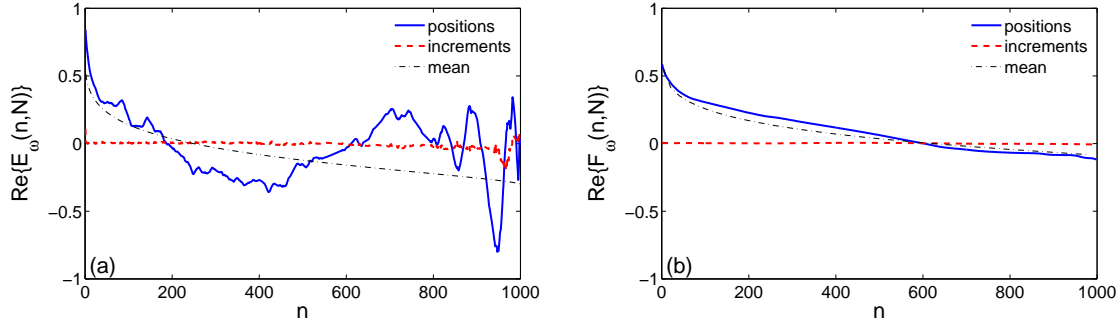 Re{E_ω(n,N)}
1
0.5
0
−0.5
−1
positions
increments
mean
(a)
0
200
400
600
800
1000
n
Re{F_ω(n,N)}
1
0.5
0
−0.5
−1
positions
increments
mean
(b)
0
200
400
600
800
1000
n